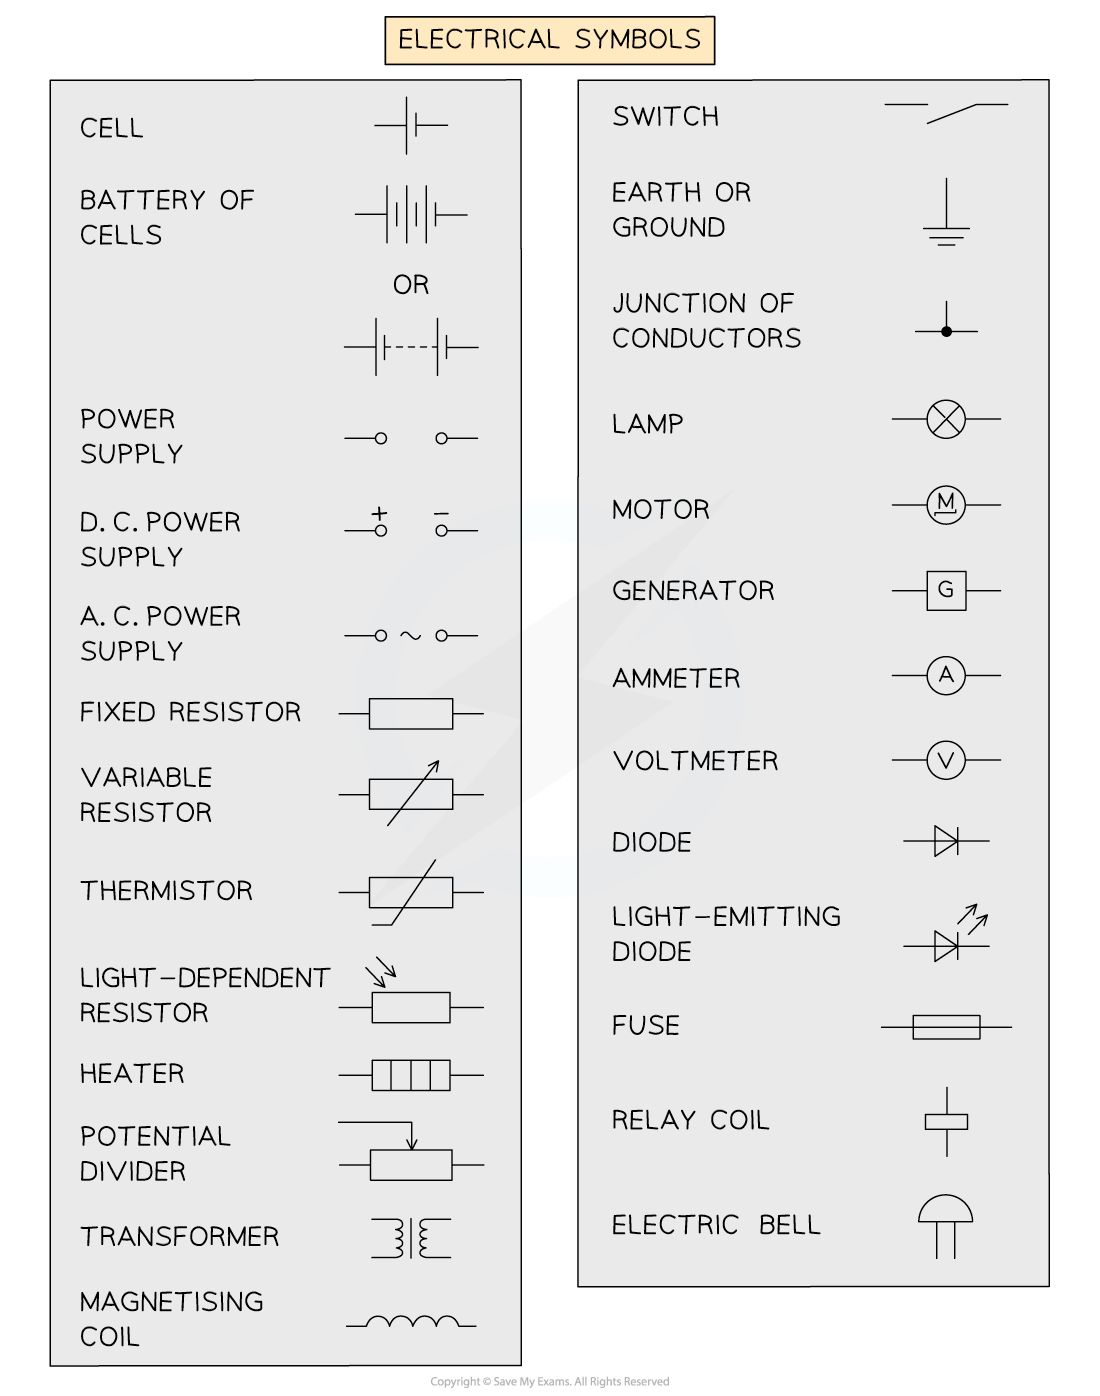 ELECTRICAL SYMBOLS
CELL
BATTERY OF
CELLS
OR
POWER
SUPPLY
D.C. POWER
SUPPLY
+ −
A.C. POWER
SUPPLY
~
FIXED RESISTOR
VARIABLE
RESISTOR
THERMISTOR
LIGHT-DEPENDENT
RESISTOR
HEATER
POTENTIAL
DIVIDER
TRANSFORMER
MAGNETISING
COIL
SWITCH
EARTH OR
GROUND
JUNCTION OF
CONDUCTORS
LAMP
MOTOR
M
GENERATOR
G
AMMETER
A
VOLTMETER
V
DIODE
LIGHT-EMITTING
DIODE
FUSE
RELAY COIL
ELECTRIC BELL
Copyright © Save My Exams. All Rights Reserved